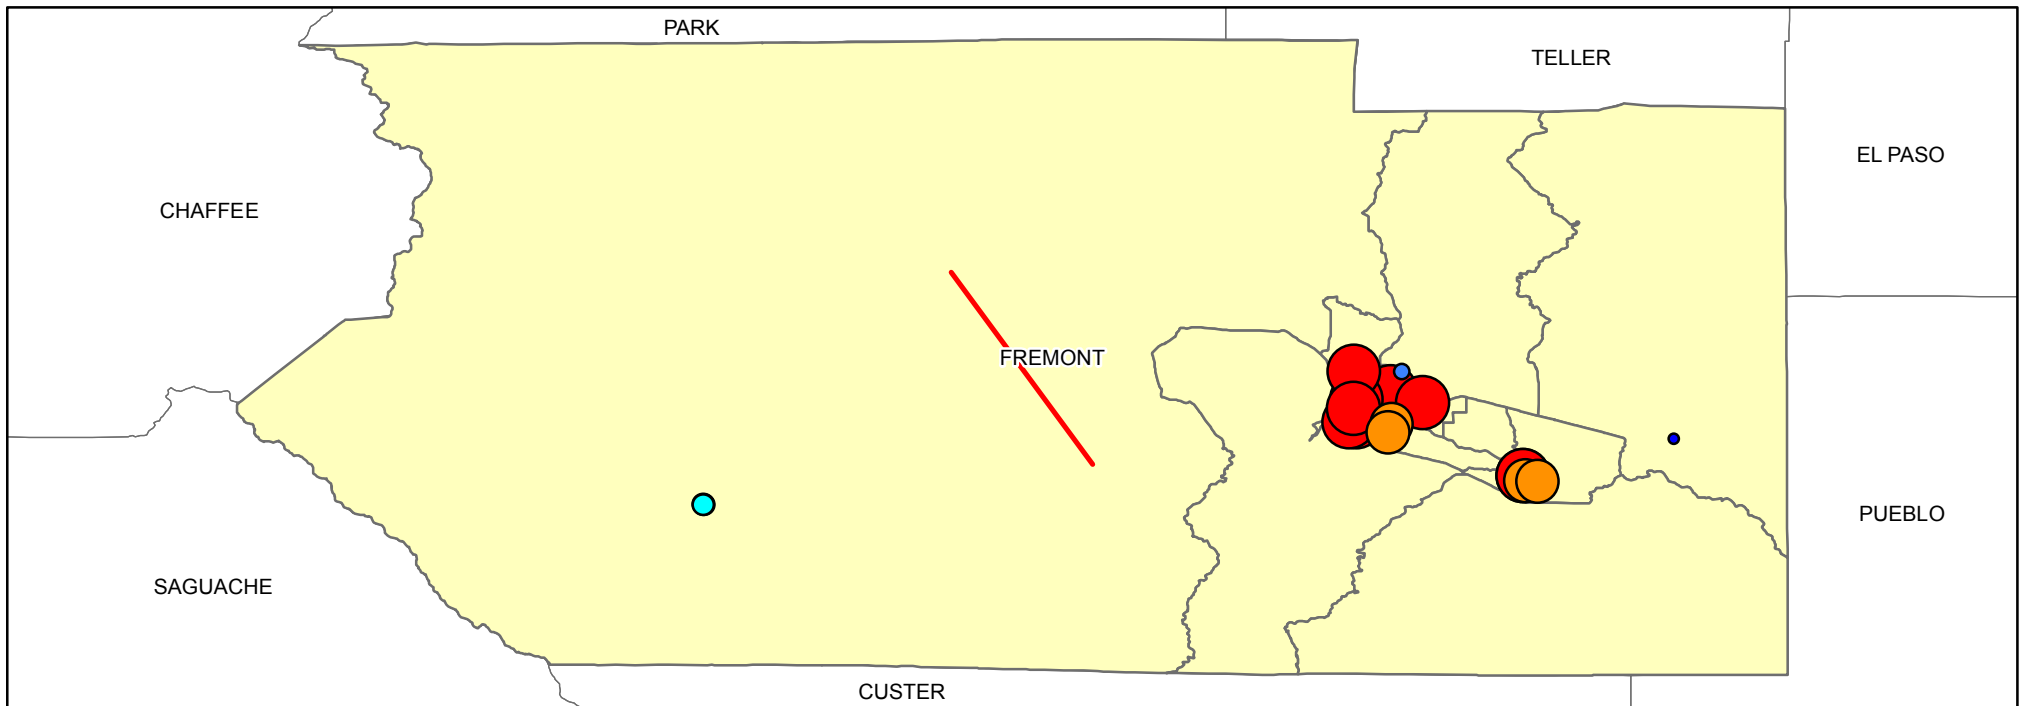 PARK
TELLER
EL PASO
CHAFFEE
FREMONT
PUEBLO
SAGUACHE
CUSTER